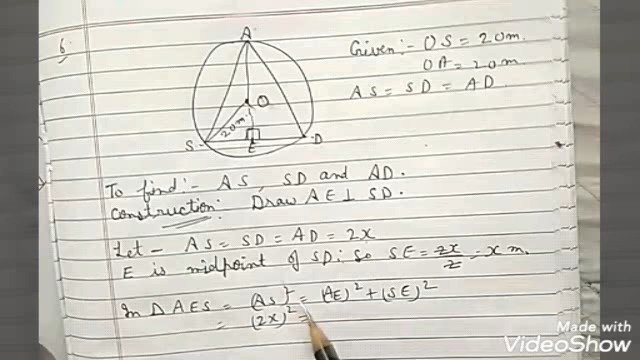 6.
Given:- OS = 20m.
OA = 20m.
AS = SD = AD
A
O
20m.
S
E
D
To find:- AS, SD and AD.
Construction: Draw AE ⊥ SD.
Let - AS = SD = AD = 2x
E is midpoint of SD; so SE = 2x/2 = x m.
In △ AES = (AS)² = (AE)² + (SE)²
= (2x)² =
Made with
VideoShow